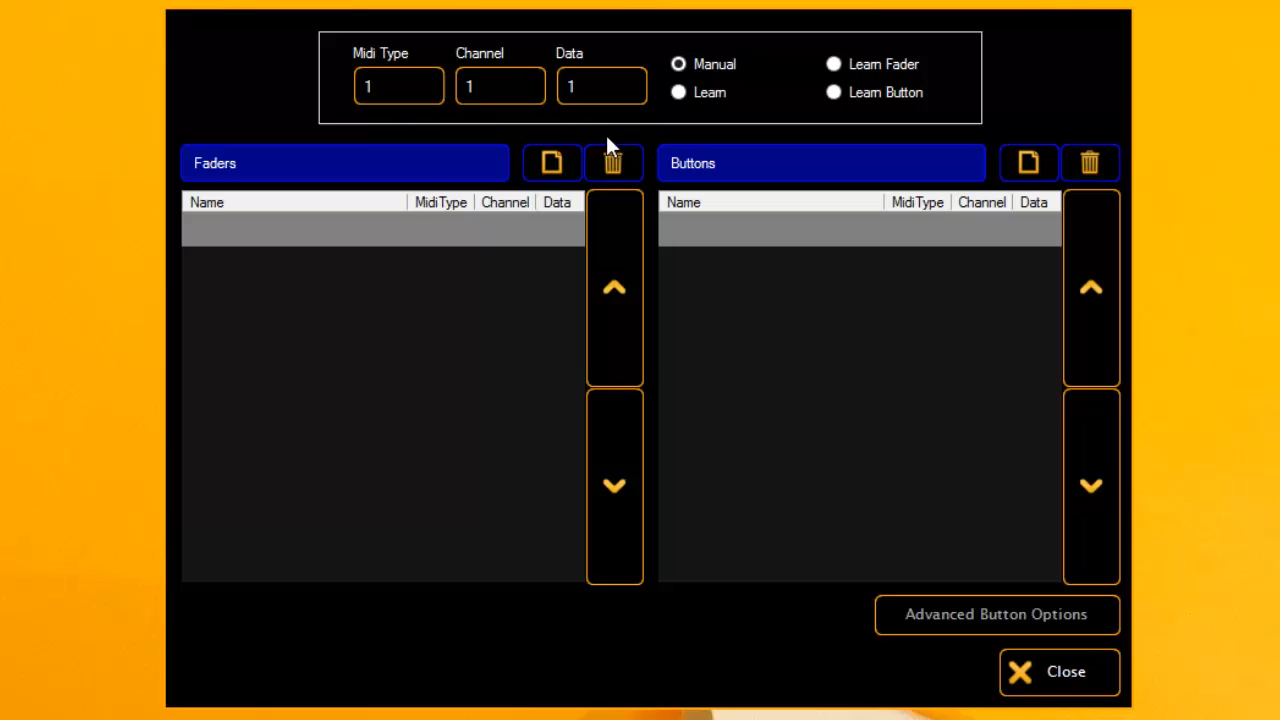 Midi Type Channel Data
1 1 1
Manual Learn Fader
Learn Learn Button
Faders Buttons
Name MidiType Channel Data Name MidiType Channel Data
Advanced Button Options
Close